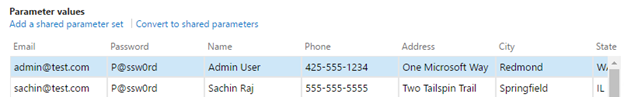 Parameter values
Add a shared parameter set | Convert to shared parameters
Email Password Name Phone Address City State
admin@test.com P@ssw0rd Admin User 425-555-1234 One Microsoft Way Redmond
sachin@test.com P@ssw0rd Sachin Raj 555-555-5555 Two Tailspin Trail Springfield IL